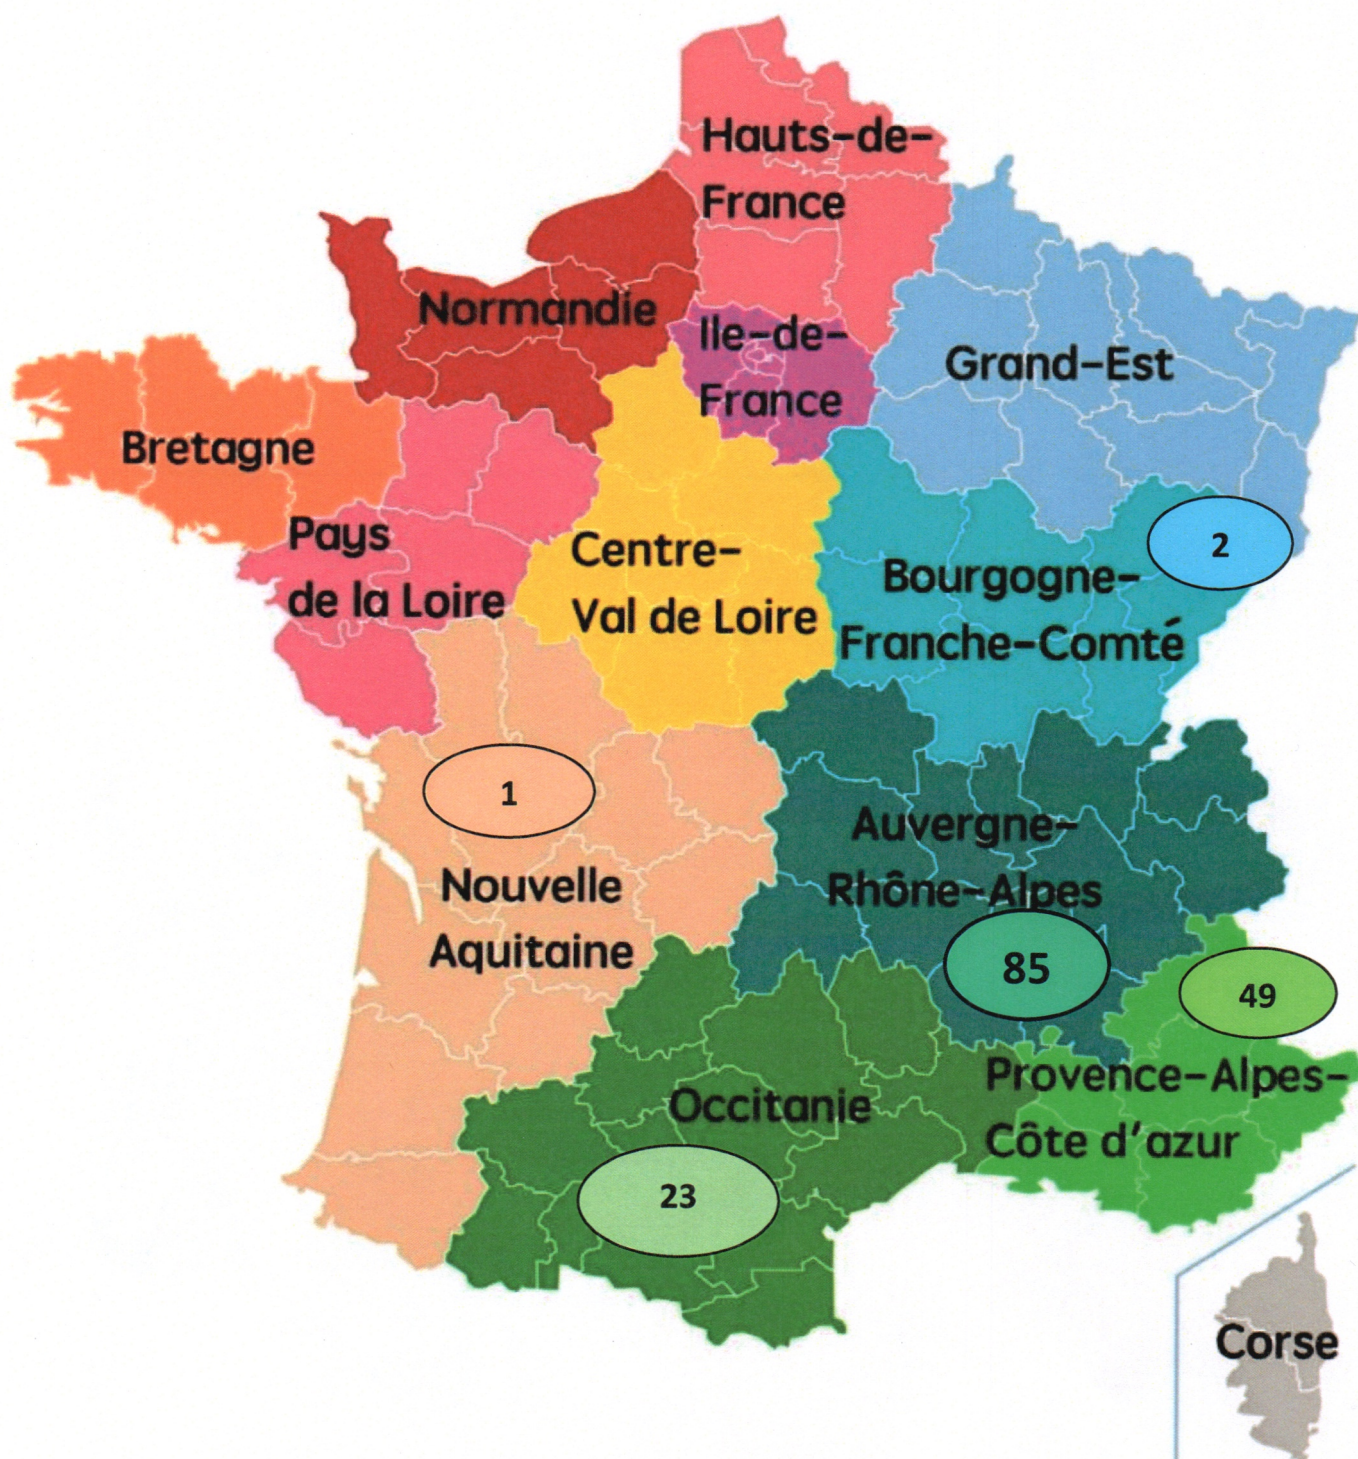 Hauts-de-
France
Normandie
Ile-de-
France
Grand-Est
Bretagne
Pays
de la Loire
Centre-
Val de Loire
2
Bourgogne-
Franche-Comté
1
Nouvelle
Aquitaine
Auvergne-
Rhône-Alpes
85
49
Provence-Alpes-
Côte d'azur
Occitanie
23
Corse